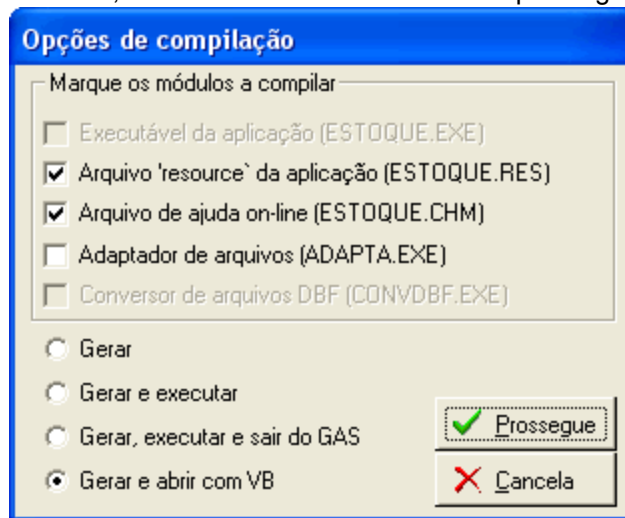 Opções de compilação
Marque os módulos a compilar
Executável da aplicação (ESTOQUE.EXE)
Arquivo 'resource` da aplicação (ESTOQUE.RES)
Arquivo de ajuda on-line (ESTOQUE.CHM)
Adaptador de arquivos (ADAPTA.EXE)
Conversor de arquivos DBF (CONVDBF.EXE)
Gerar
Gerar e executar
Gerar, executar e sair do GAS
Gerar e abrir com VB
Prossegue
Cancela